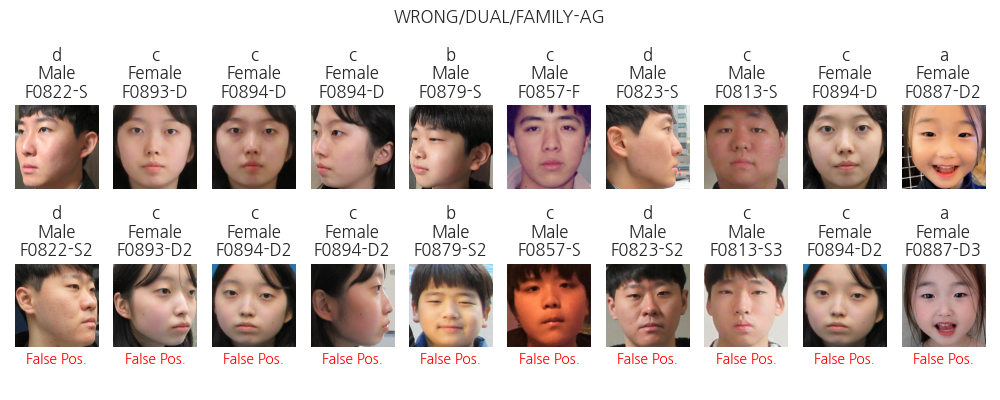 WRONG/DUAL/FAMILY-AG
d c c c b c d c c a
Male Female Female Female Male Male Male Male Female Female
F0822-S F0893-D F0894-D F0894-D F0879-S F0857-F F0823-S F0813-S F0894-D F0887-D2
d c c c b c d c c a
Male Female Female Female Male Male Male Male Female Female
F0822-S2 F0893-D2 F0894-D2 F0894-D2 F0879-S2 F0857-S F0823-S2 F0813-S3 F0894-D2 F0887-D3
False Pos. False Pos. False Pos. False Pos. False Pos. False Pos. False Pos. False Pos. False Pos. False Pos.